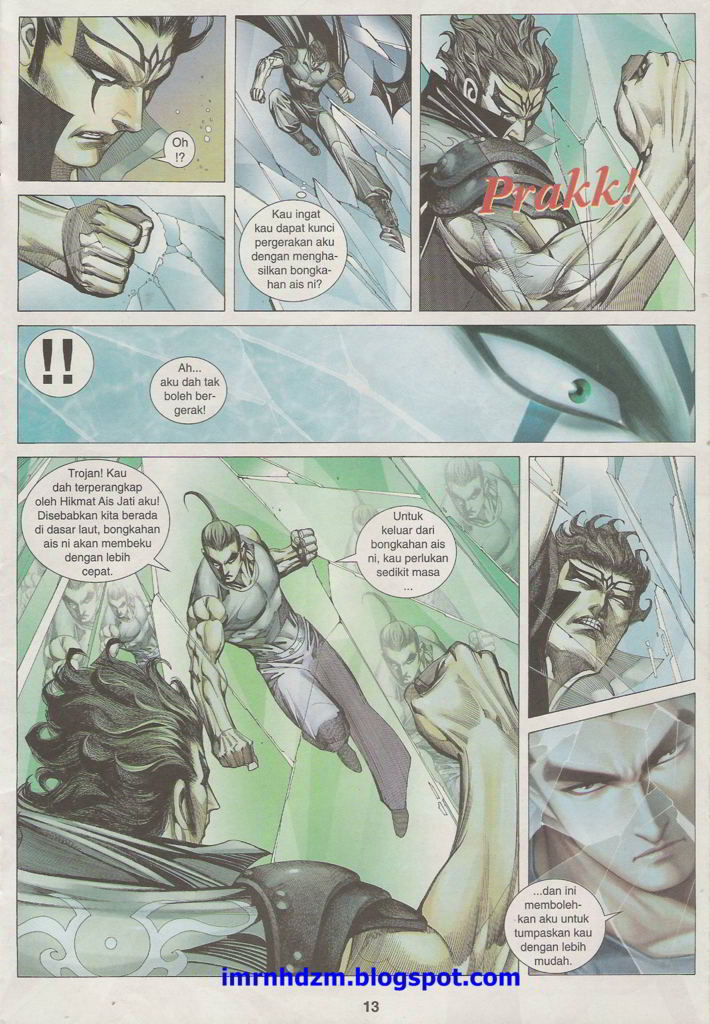 Oh
!?
Kau ingat
kau dapat kunci
pergerakan aku
dengan mengha-
silkan bongka-
han ais ni?
Prakk!
!!
Ah...
aku dah tak
boleh ber-
gerak!
Trojan! Kau
dah terperangkap
oleh Hikmat Ais Jati aku!
Disebabkan kita berada
di dasar laut, bongkahan
ais ni akan membeku
dengan lebih
cepat.
Untuk
keluar dari
bongkahan ais
ni, kau perlukan
sedikit masa
...
...dan ini
memboleh-
kan aku untuk
tumpaskan kau
dengan lebih
mudah.
imrnhdzm.blogspot.com
13